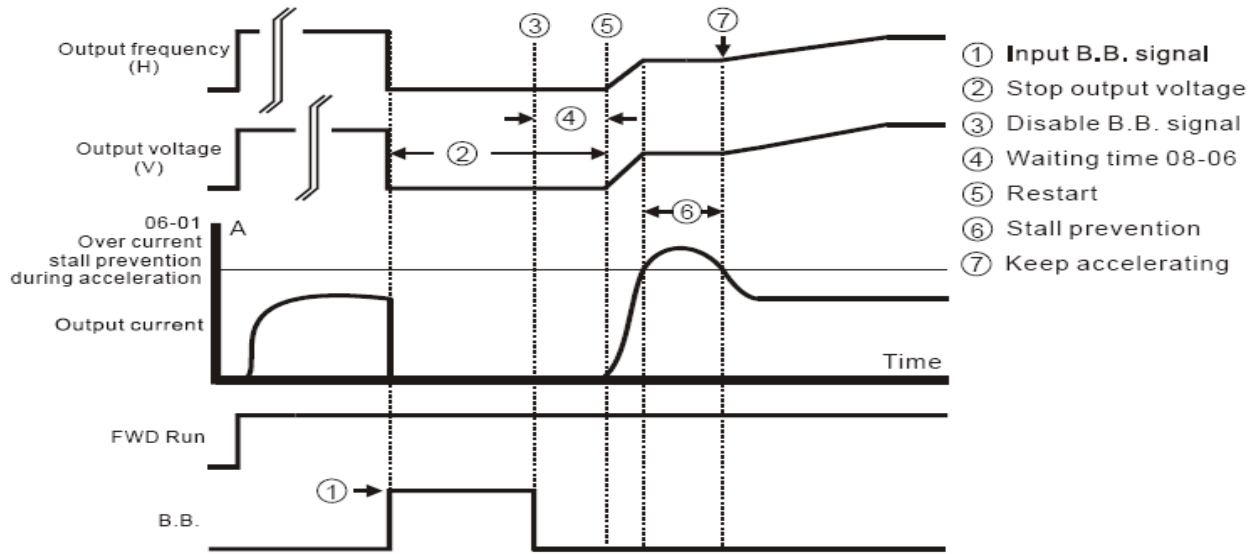 Output frequency
(H)
Output voltage
(V)
06-01
Over current
stall prevention
during acceleration
A
Output current
Time
FWD Run
B.B.
③
⑤
⑦
④
②
⑥
①
① Input B.B. signal
② Stop output voltage
③ Disable B.B. signal
④ Waiting time 08-06
⑤ Restart
⑥ Stall prevention
⑦ Keep accelerating